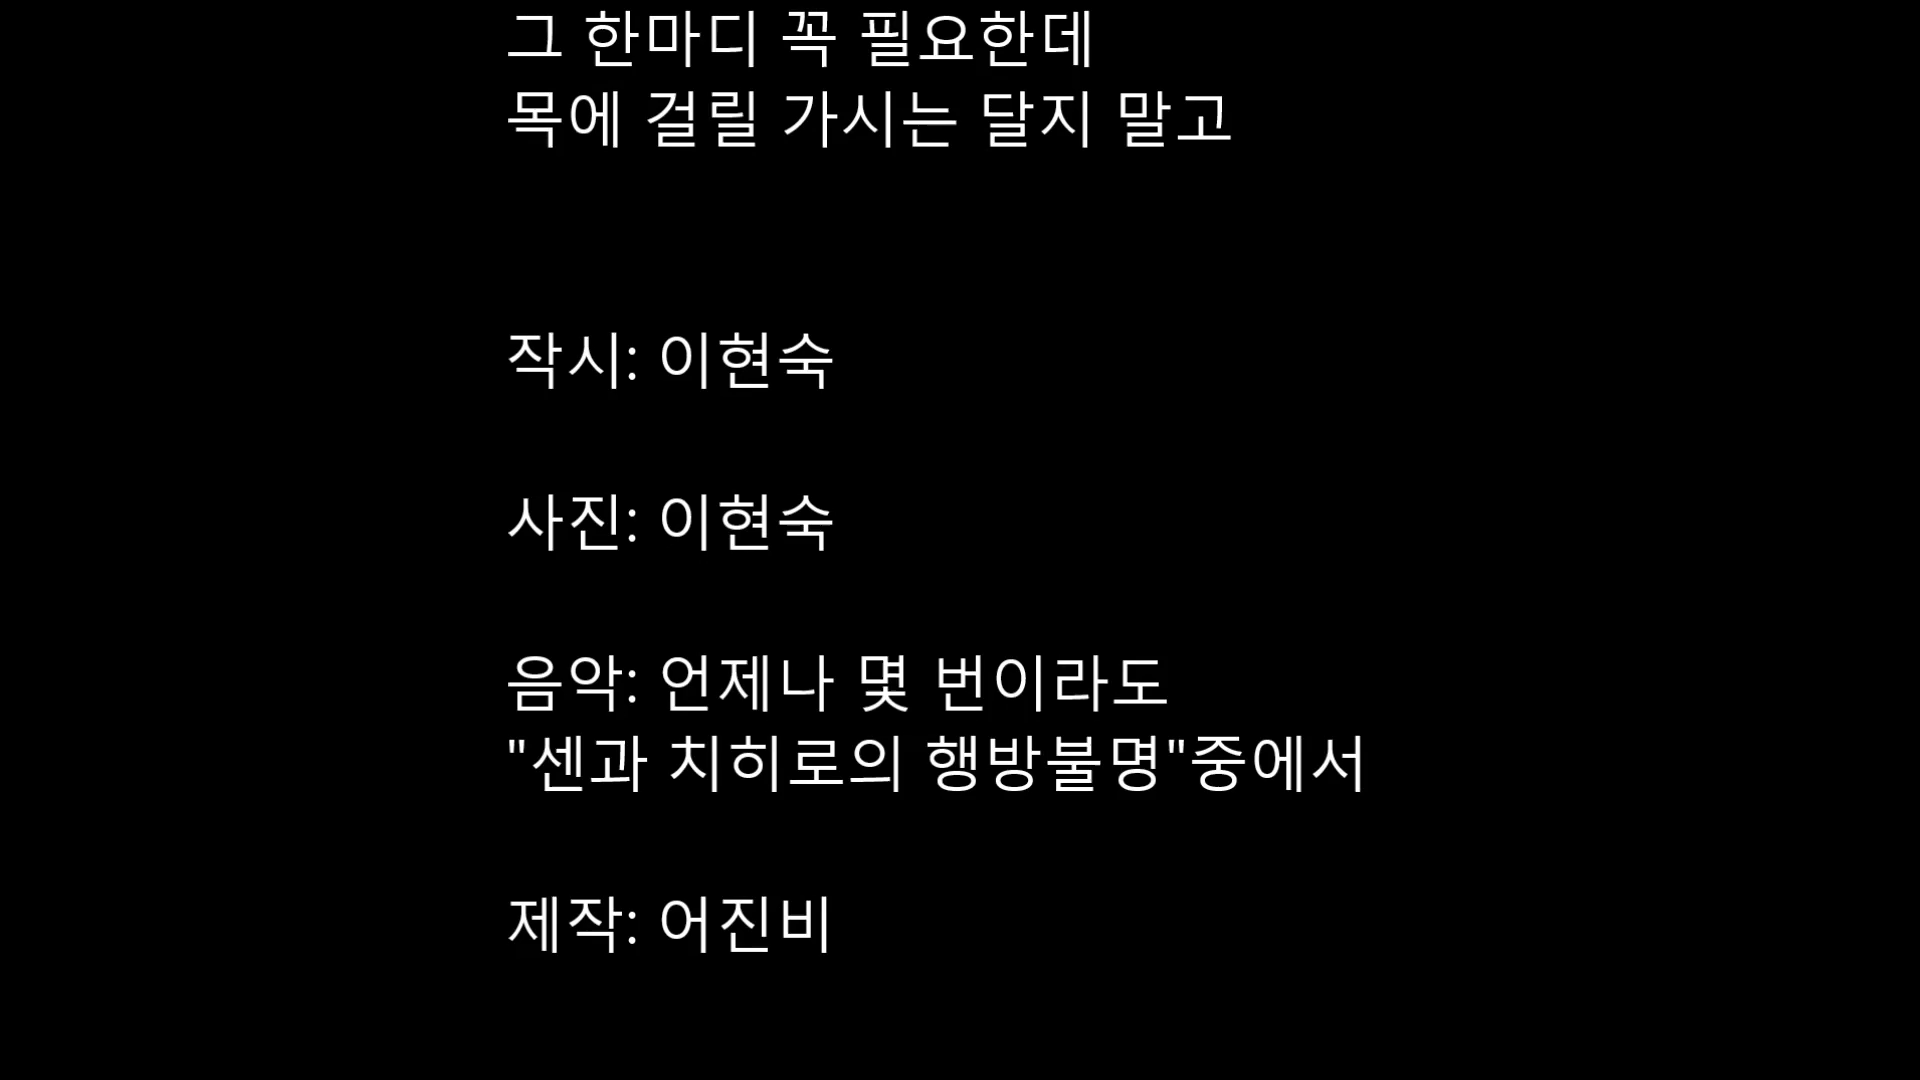 그 한마디 꼭 필요한데
목에 걸릴 가시는 달지 말고
작시: 이현숙
사진: 이현숙
음악: 언제나 몇 번이라도
"센과 치히로의 행방불명"중에서
제작: 어진비